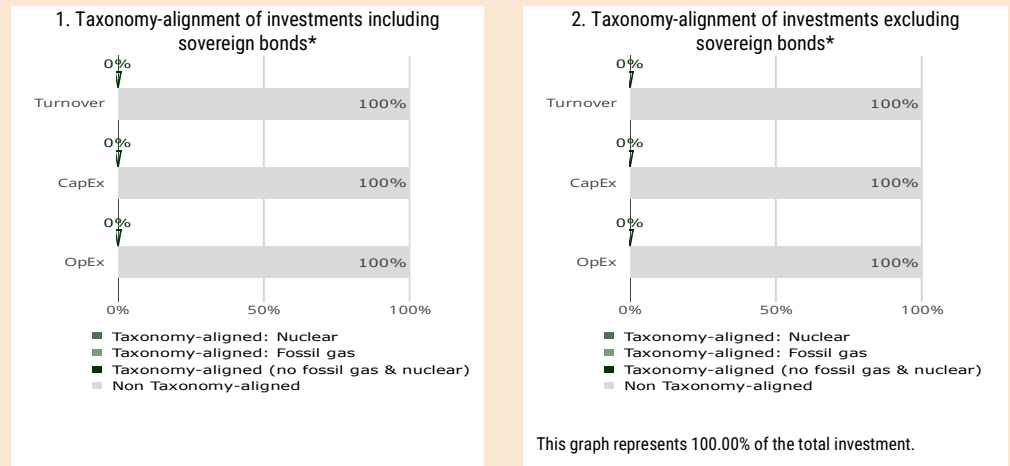 1. Taxonomy-alignment of investments including
sovereign bonds*
0%
Turnover
100%
0%
CapEx
100%
0%
OpEx
100%
0%
50%
100%
Taxonomy-aligned: Nuclear
Taxonomy-aligned: Fossil gas
Taxonomy-aligned (no fossil gas & nuclear)
Non Taxonomy-aligned
2. Taxonomy-alignment of investments excluding
sovereign bonds*
0%
Turnover
100%
0%
CapEx
100%
0%
OpEx
100%
0%
50%
100%
Taxonomy-aligned: Nuclear
Taxonomy-aligned: Fossil gas
Taxonomy-aligned (no fossil gas & nuclear)
Non Taxonomy-aligned
This graph represents 100.00% of the total investment.